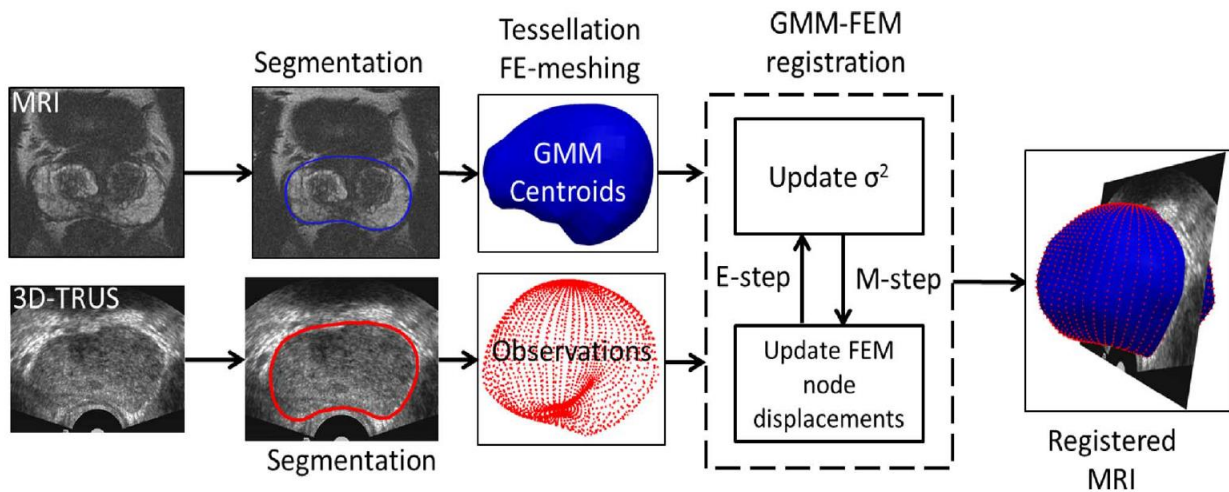 Tessellation
FE-meshing
GMM-FEM
registration
Segmentation
MRI
GMM
Centroids
Update σ²
E-step
M-step
3D-TRUS
Observations
Update FEM
node
displacements
Segmentation
Registered
MRI